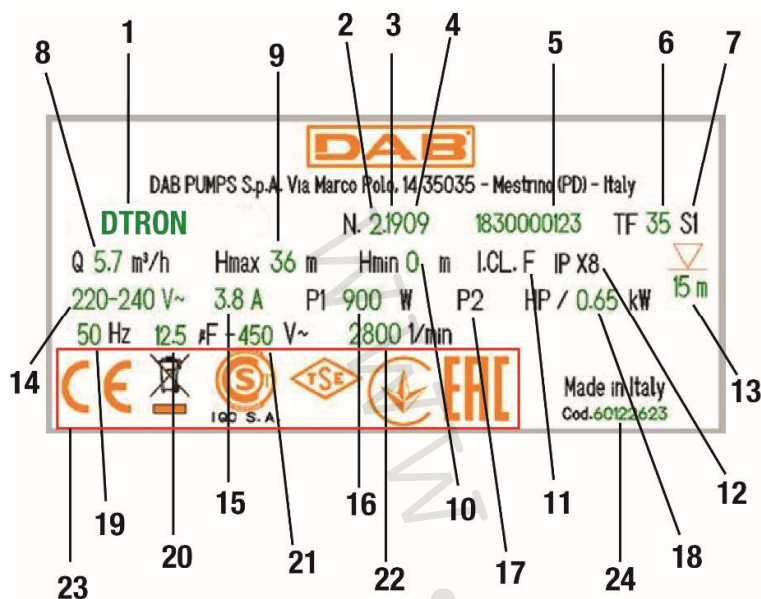 1 2 3 4 5 6 7
8 9
DAB
DAB PUMPS S.p.A. Via Marco Polo, 14 35035 - Mestrino (PD) - Italy
DTRON N. 2.1909 1830000123 TF 35 S1
Q 5.7 m³/h Hmax 36 m Hmin 0 m I.CL. F IP X8
15 m
220-240 V~ 3.8 A P1 900 W P2 HP / 0.65 kW
50 Hz 12.5 µF - 450 V~ 2800 1/min
14 13
CE S TSE EAC
IQC S.A.
Made in Italy
Cod.60122623
15 16 10 11 12
19 20 21 22 17 18
23 24